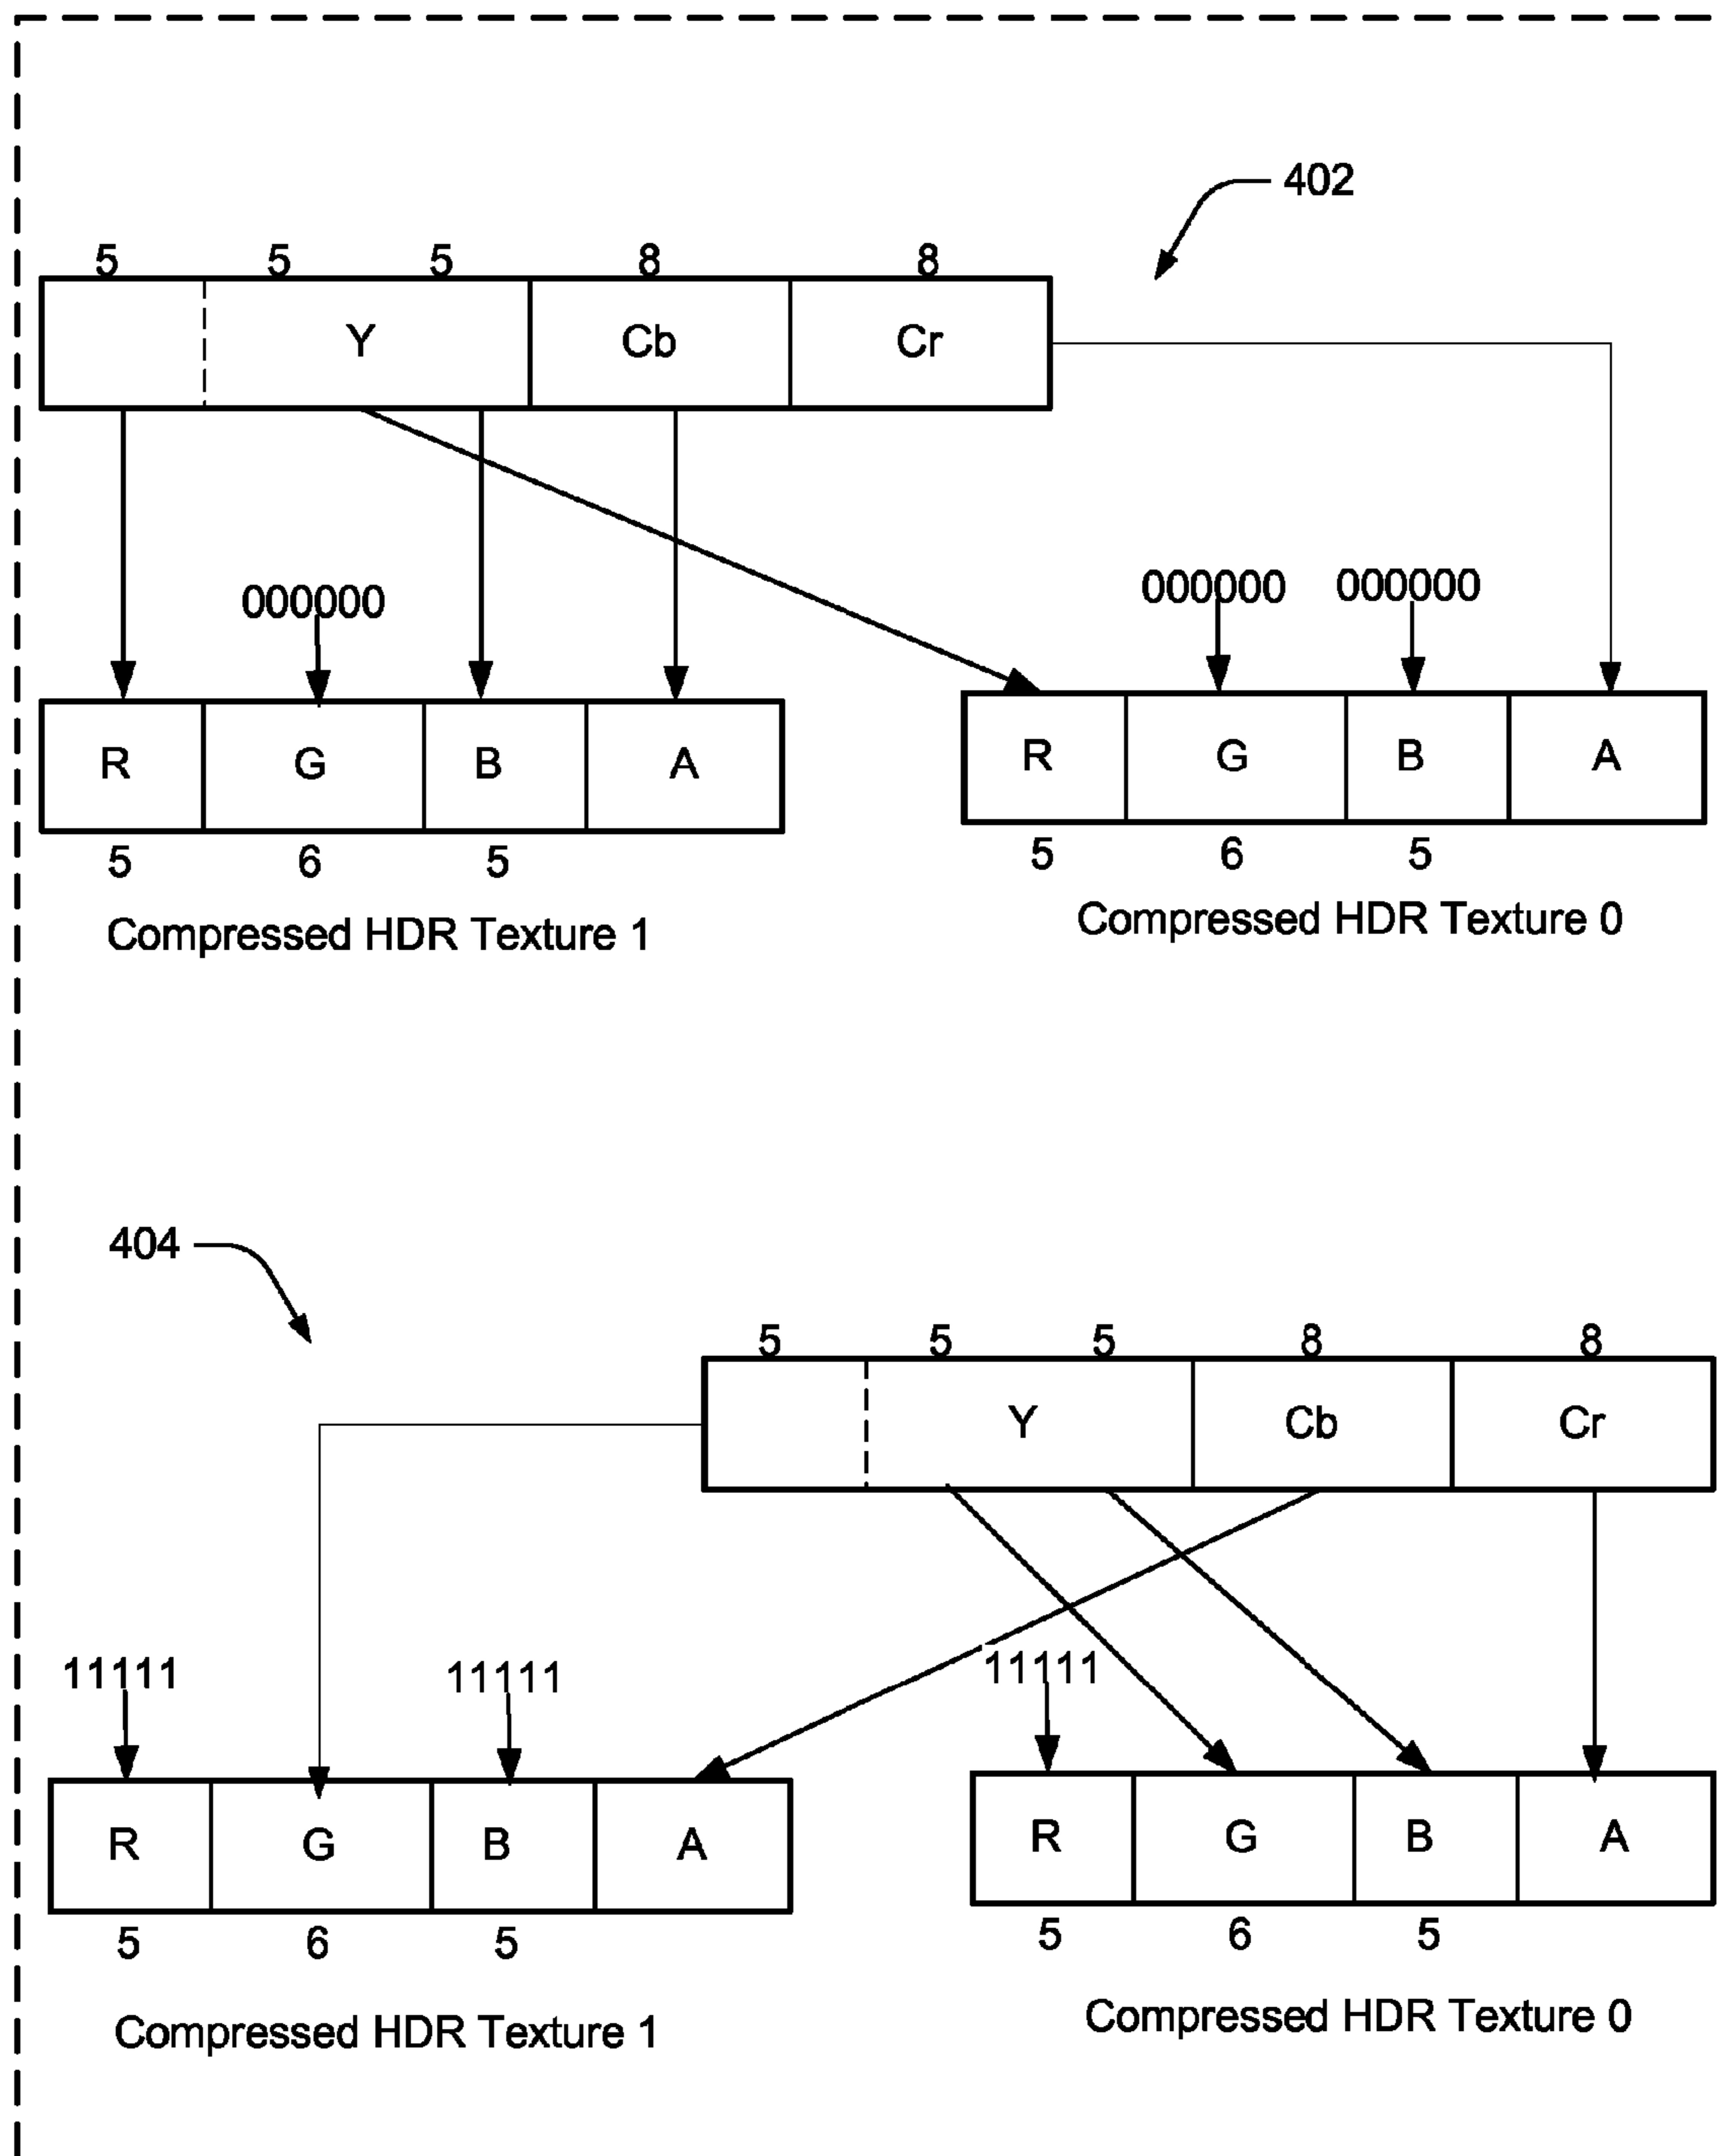 402
5 5 5 8 8
Y Cb Cr
000000 000000 000000
R G B A R G B A
5 6 5 5 6 5
Compressed HDR Texture 1 Compressed HDR Texture 0
404
5 5 5 8 8
Y Cb Cr
11111 11111 11111
R G B A R G B A
5 6 5 5 6 5
Compressed HDR Texture 1 Compressed HDR Texture 0